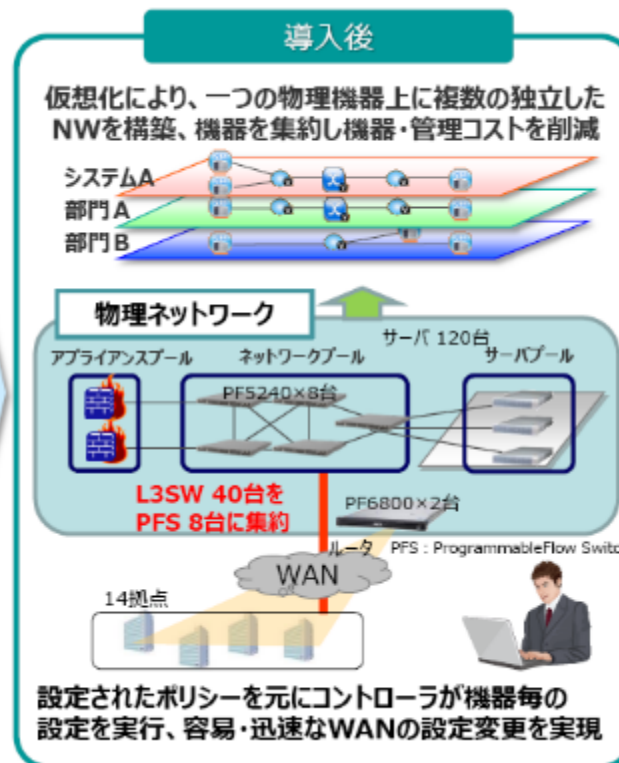 導入後
仮想化により、一つの物理機器上に複数の独立した
NWを構築、機器を集約し機器・管理コストを削減
システムA
部門A
部門B
物理ネットワーク
サーバ 120台
アプライアンスプール
ネットワークプール
サーバプール
PF5240×8台
L3SW 40台を
PFS 8台に集約
PF6800×2台
ルータ
PFS : ProgrammableFlow Switc
WAN
14拠点
設定されたポリシーを元にコントローラが機器毎の
設定を実行、容易・迅速なWANの設定変更を実現